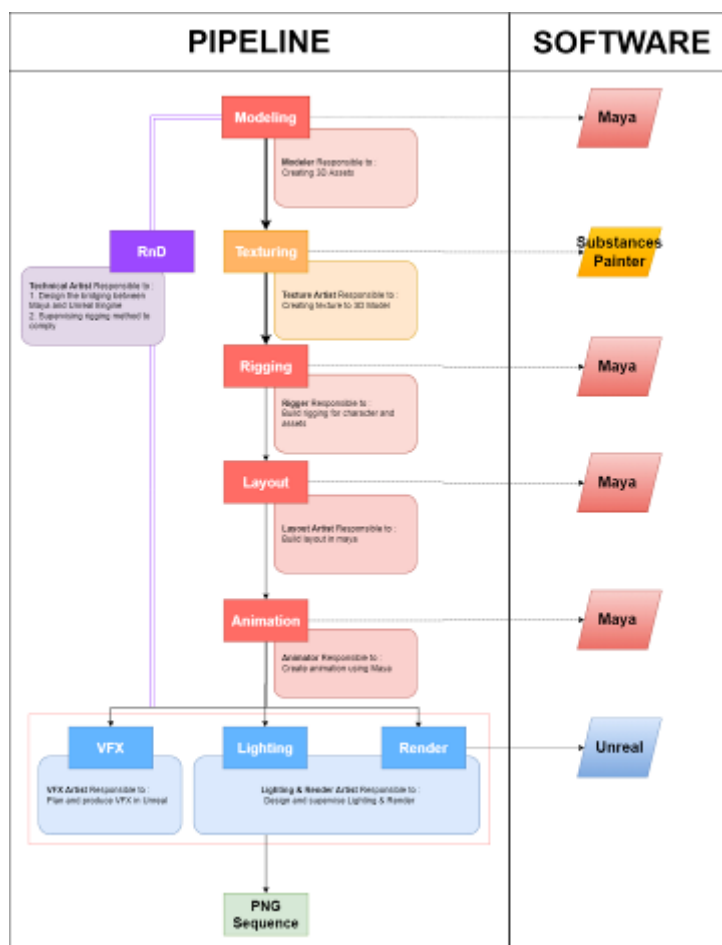 PIPELINE
SOFTWARE
Modeling
Maya
Modeler Responsible to :
Creating 3D Assets
RnD
Texturing
Substances
Painter
Technical Artist Responsible to :
1. Design the bridging between
Maya and Unreal Engine
2. Supervising rigging method to
comply
Texture Artist Responsible to :
Creating texture to 3D Model
Rigging
Maya
Rigger Responsible to :
Build rigging for character and
assets
Layout
Maya
Layout Artist Responsible to :
Build layout in maya
Animation
Maya
Animator Responsible to :
Create animation using Maya
VFX
Lighting
Render
Unreal
VFX Artist Responsible to :
Plan and produce VFX in Unreal
Lighting & Render Artist Responsible to :
Design and supervise Lighting & Render
PNG
Sequence